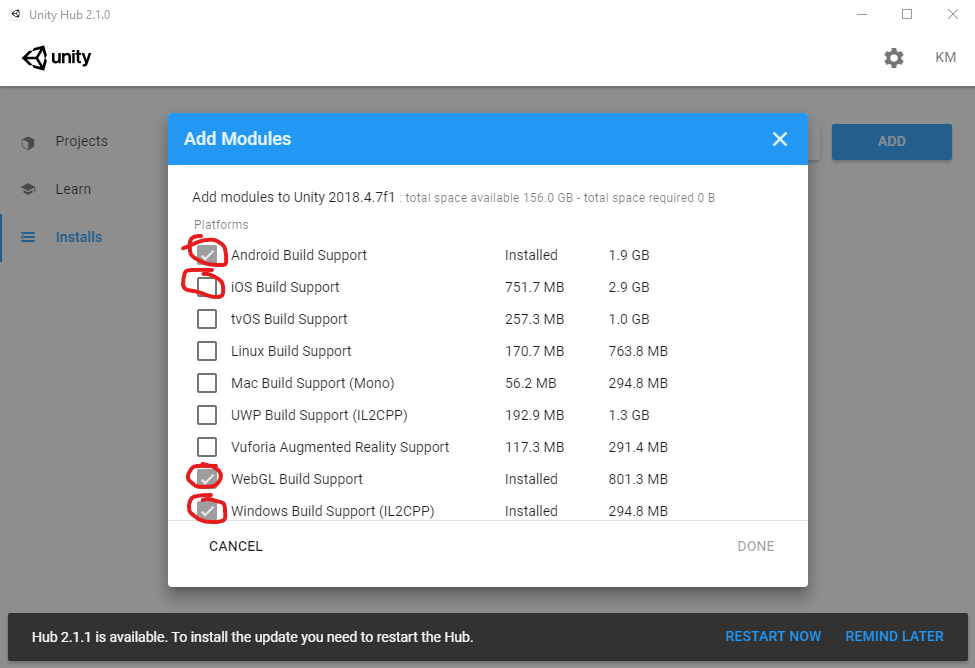 Unity Hub 2.1.0
unity
KM
Projects
Learn
Installs
ADD
Add Modules
Add modules to Unity 2018.4.7f1 : total space available 156.0 GB - total space required 0 B
Platforms
Android Build Support Installed 1.9 GB
iOS Build Support 751.7 MB 2.9 GB
tvOS Build Support 257.3 MB 1.0 GB
Linux Build Support 170.7 MB 763.8 MB
Mac Build Support (Mono) 56.2 MB 294.8 MB
UWP Build Support (IL2CPP) 192.9 MB 1.3 GB
Vuforia Augmented Reality Support 117.3 MB 291.4 MB
WebGL Build Support Installed 801.3 MB
Windows Build Support (IL2CPP) Installed 294.8 MB
CANCEL DONE
Hub 2.1.1 is available. To install the update you need to restart the Hub. RESTART NOW REMIND LATER